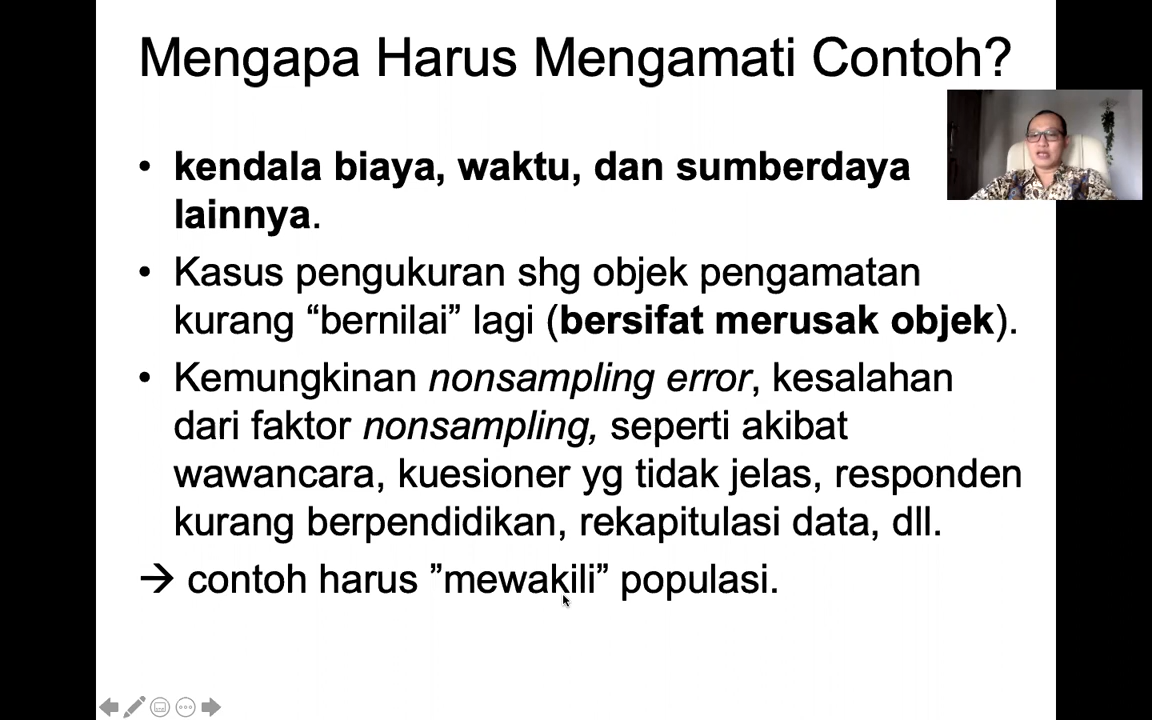 Mengapa Harus Mengamati Contoh?
• kendala biaya, waktu, dan sumberdaya
lainnya.
• Kasus pengukuran shg objek pengamatan
kurang “bernilai” lagi (bersifat merusak objek).
• Kemungkinan nonsampling error, kesalahan
dari faktor nonsampling, seperti akibat
wawancara, kuesioner yg tidak jelas, responden
kurang berpendidikan, rekapitulasi data, dll.
→ contoh harus ”mewakili” populasi.